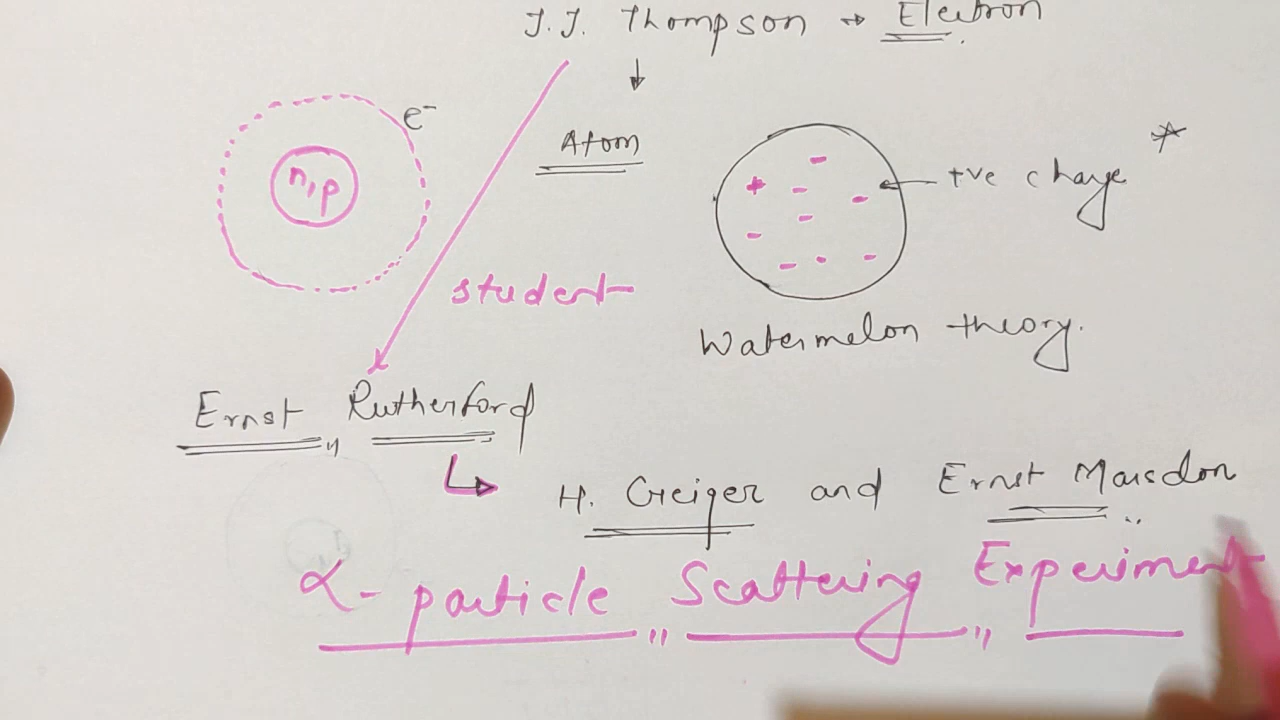 J.J. Thompson → Electron
e⁻
Atom
n, p
+ve charge
student
Watermelon theory.
Ernst Rutherford
H. Geiger and Ernst Marsdon
α- particle Scattering Experiment